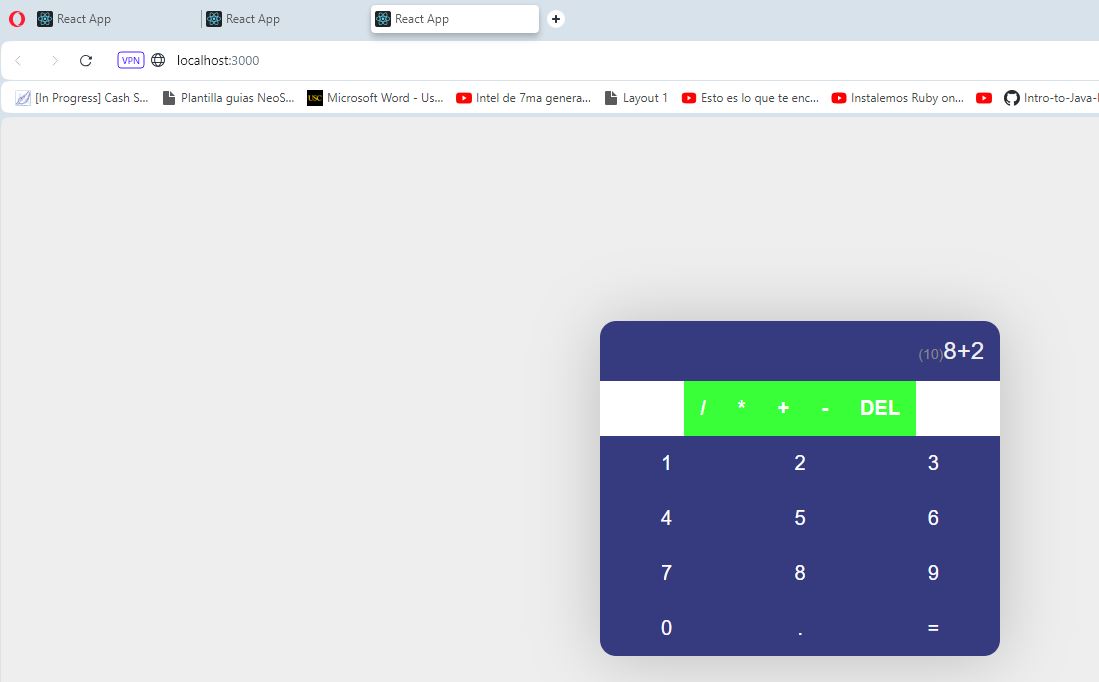 React App React App React App
VPN localhost:3000
[In Progress] Cash S... Plantilla guias NeoS... USC Microsoft Word - Us... Intel de 7ma genera... Layout 1 Esto es lo que te enc... Instalemos Ruby on... Intro-to-Java-
(10)8+2
/ * + - DEL
1 2 3
4 5 6
7 8 9
0 . =